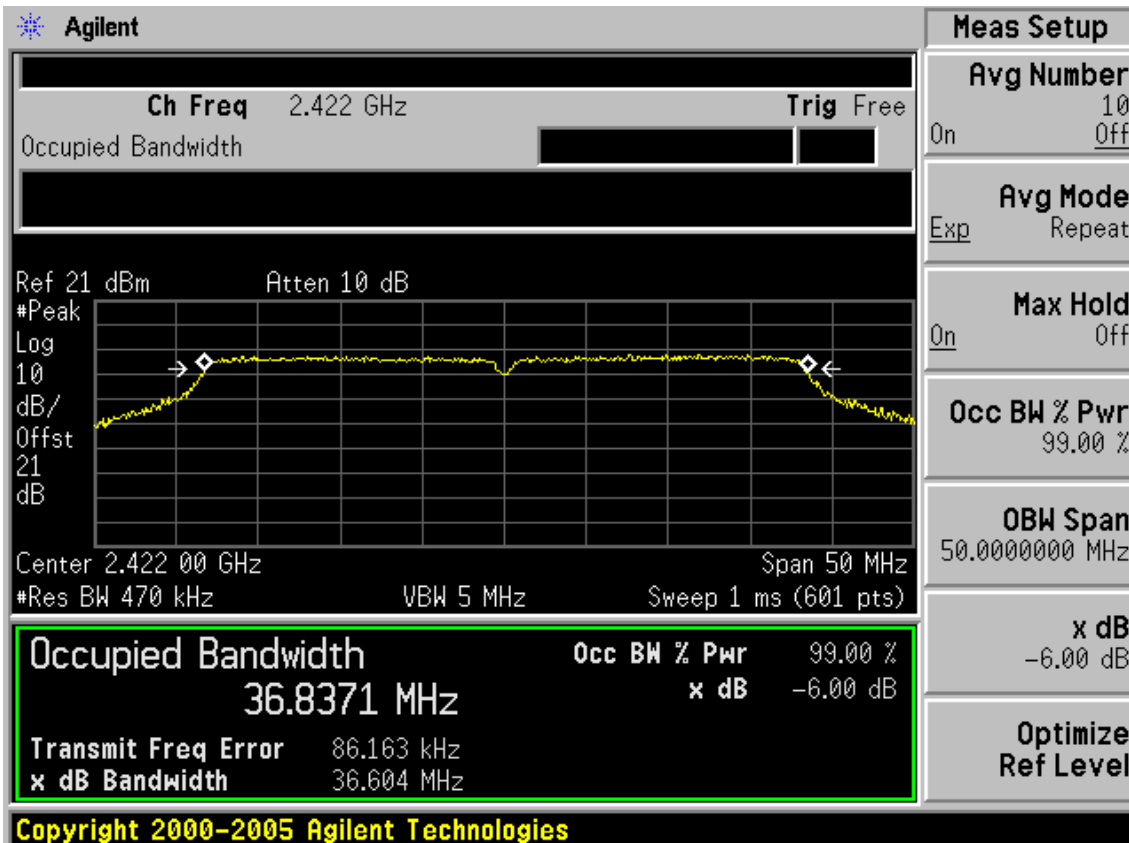 Agilent
Ch Freq 2.422 GHz Trig Free
Occupied Bandwidth
Ref 21 dBm Atten 10 dB
#Peak
Log
10
dB/
Offst
21
dB
Center 2.422 00 GHz Span 50 MHz
#Res BW 470 kHz VBW 5 MHz Sweep 1 ms (601 pts)
Occupied Bandwidth Occ BW % Pwr 99.00 %
36.8371 MHz x dB -6.00 dB
Transmit Freq Error 86.163 kHz
x dB Bandwidth 36.604 MHz
Copyright 2000-2005 Agilent Technologies
Meas Setup
Avg Number
10
On Off
Avg Mode
Exp Repeat
Max Hold
On Off
Occ BW % Pwr
99.00 %
OBW Span
50.0000000 MHz
x dB
-6.00 dB
Optimize
Ref Level